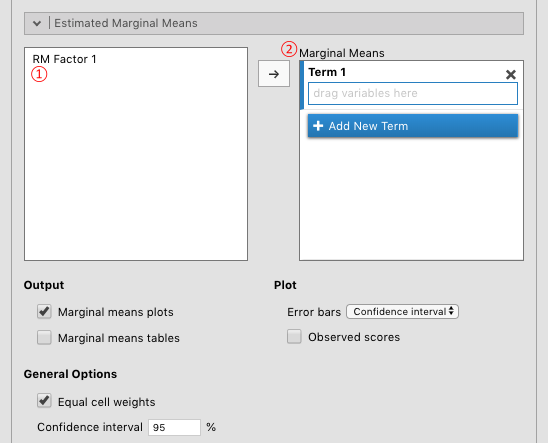 Estimated Marginal Means
② Marginal Means
RM Factor 1
①
Term 1
drag variables here
Add New Term
Output
Marginal means plots
Marginal means tables
Plot
Error bars Confidence interval
Observed scores
General Options
Equal cell weights
Confidence interval 95 %